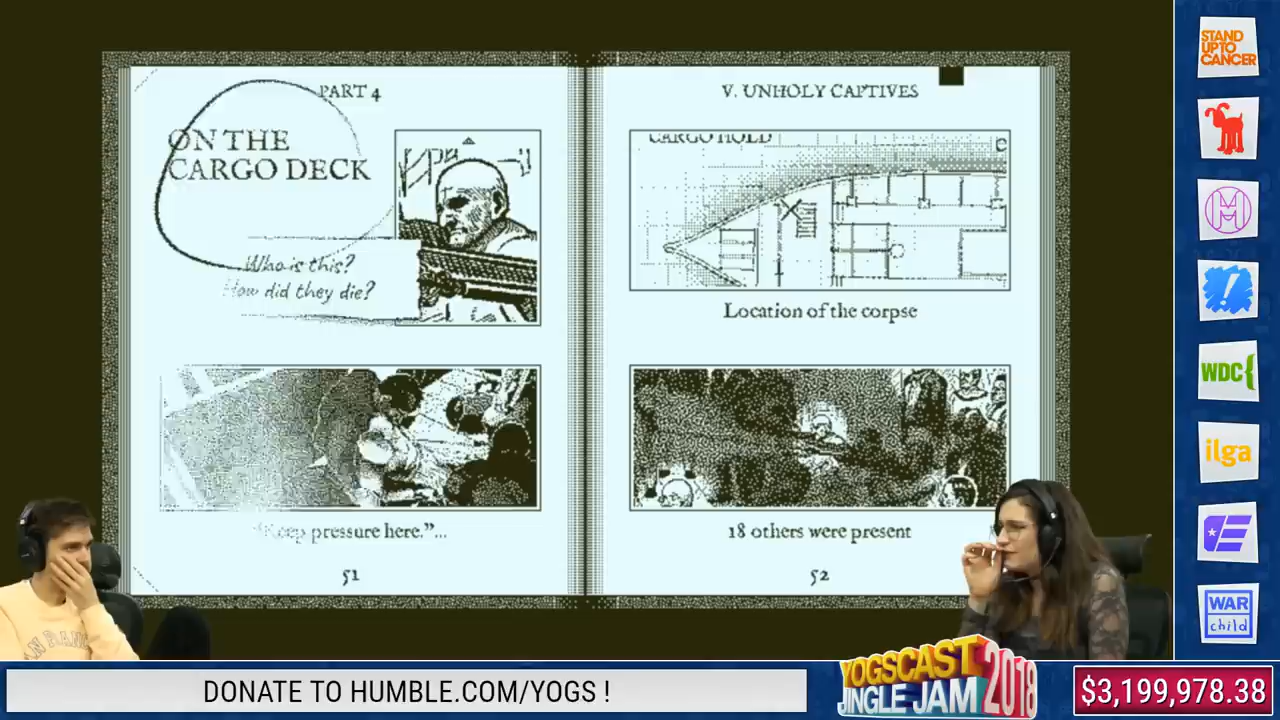 PART 4
ON THE
CARGO DECK
Who is this?
How did they die?
"Keep pressure here."...
51
V. UNHOLY CAPTIVES
CARGO HOLD
C
Location of the corpse
18 others were present
52
STAND
UP TO
CANCER
M
!
WDC
ilga
E
WAR
child
SAN FRANC
DONATE TO HUMBLE.COM/YOGS !
YOGSCAST
JINGLE JAM 2018
$3,199,978.38